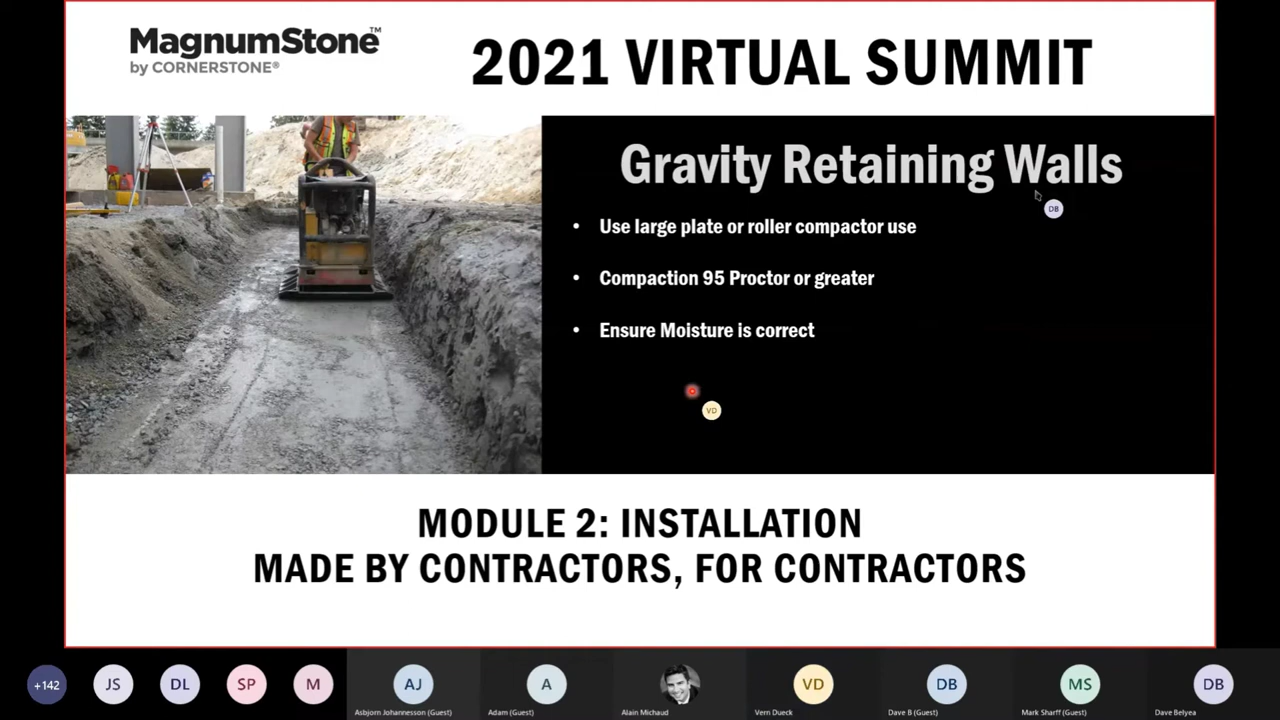 MagnumStone™
by CORNERSTONE®
2021 VIRTUAL SUMMIT
Gravity Retaining Walls
DB
• Use large plate or roller compactor use
• Compaction 95 Proctor or greater
• Ensure Moisture is correct
VD
MODULE 2: INSTALLATION
MADE BY CONTRACTORS, FOR CONTRACTORS
+142 JS DL SP M AJ A VD DB MS DB
Asbjorn Johannesson (Guest) Adam (Guest) Alain Michaud Vern Dueck Dave B (Guest) Mark Sharff (Guest) Dave Belyea